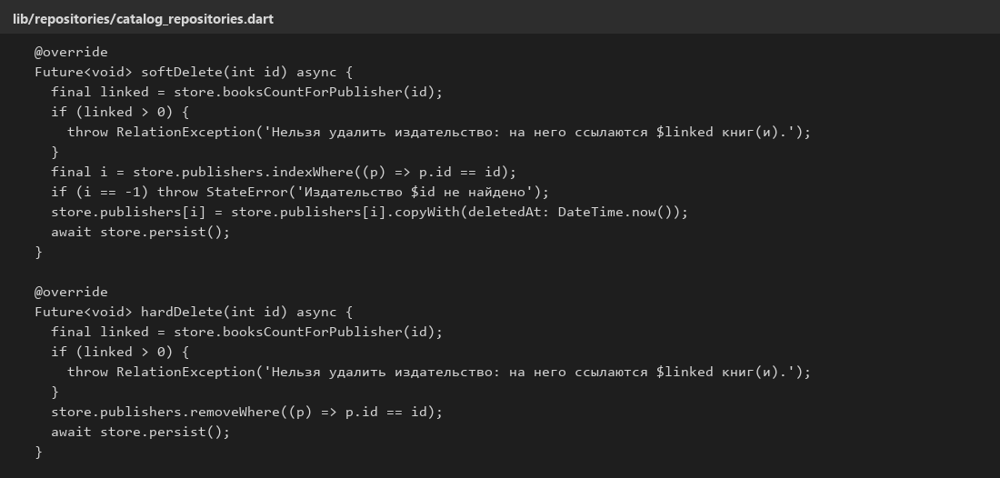 lib/repositories/catalog_repositories.dart
@override
Future<void> softDelete(int id) async {
  final linked = store.booksCountForPublisher(id);
  if (linked > 0) {
    throw RelationException('Нельзя удалить издательство: на него ссылаются $linked книг(и).');
  }
  final i = store.publishers.indexWhere((p) => p.id == id);
  if (i == -1) throw StateError('Издательство $id не найдено');
  store.publishers[i] = store.publishers[i].copyWith(deletedAt: DateTime.now());
  await store.persist();
}

@override
Future<void> hardDelete(int id) async {
  final linked = store.booksCountForPublisher(id);
  if (linked > 0) {
    throw RelationException('Нельзя удалить издательство: на него ссылаются $linked книг(и).');
  }
  store.publishers.removeWhere((p) => p.id == id);
  await store.persist();
}